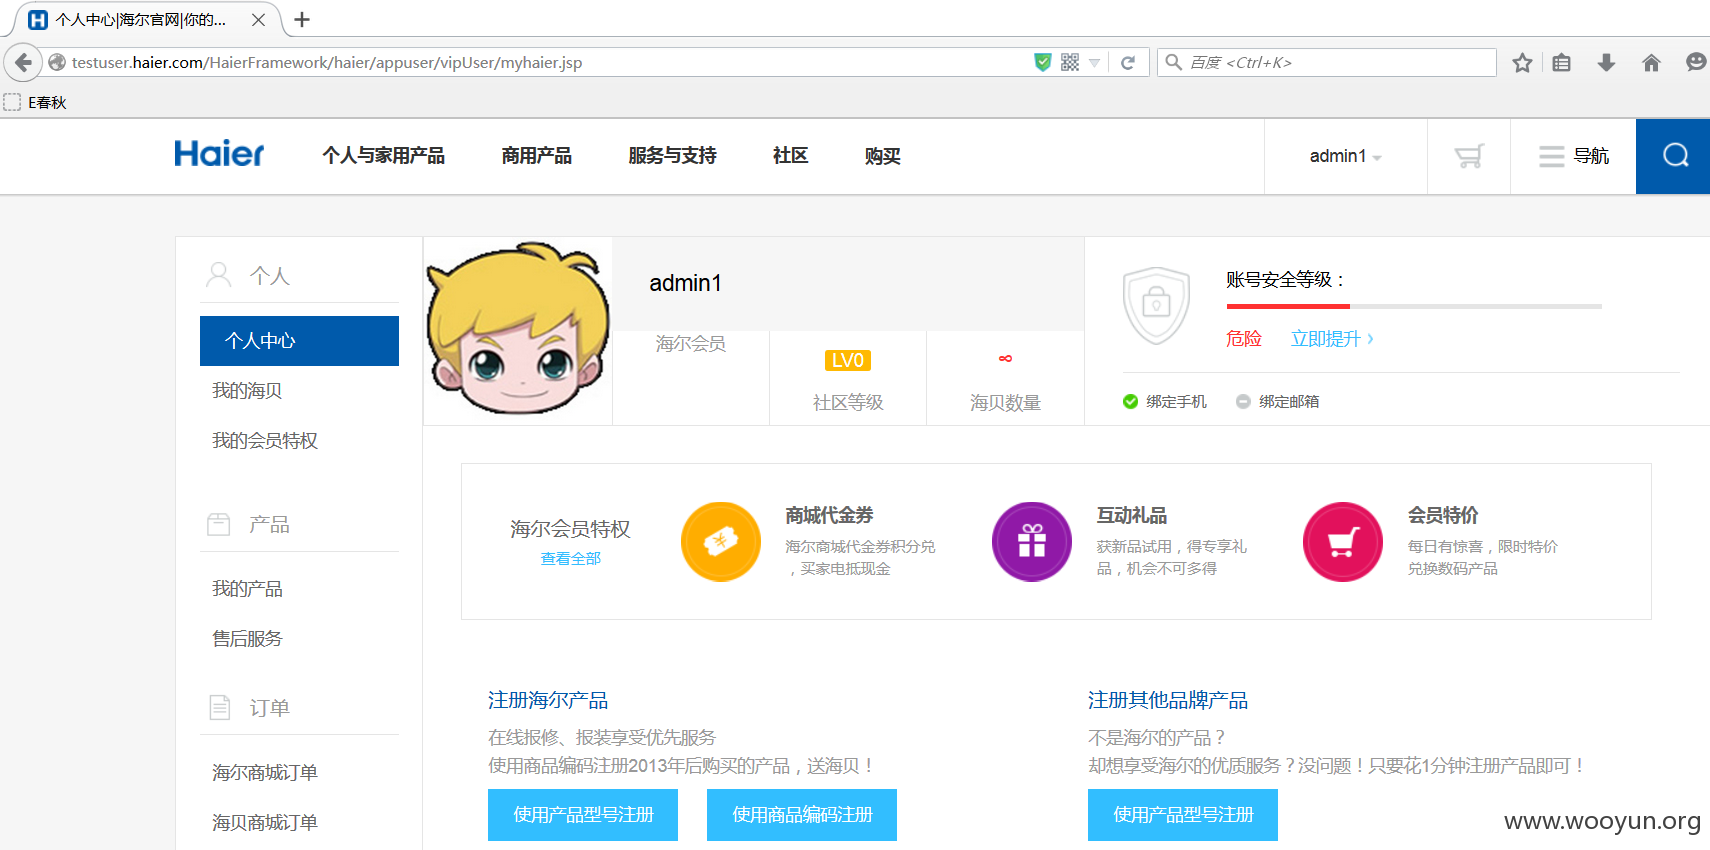 个人中心|海尔官网|你的...
testuser.haier.com/HaierFramework/haier/appuser/vipUser/myhaier.jsp
百度 <Ctrl+K>
E春秋
Haier
个人与家用产品
商用产品
服务与支持
社区
购买
admin1
导航
个人
个人中心
我的海贝
我的会员特权
产品
我的产品
售后服务
订单
海尔商城订单
海贝商城订单
admin1
海尔会员
LV0
社区等级
∞
海贝数量
账号安全等级：
危险
立即提升 ›
绑定手机
绑定邮箱
海尔会员特权
查看全部
商城代金券
海尔商城代金券积分兑
，买家电抵现金
互动礼品
获新品试用，得专享礼
品，机会不可多得
会员特价
每日有惊喜，限时特价
兑换数码产品
注册海尔产品
在线报修、报装享受优先服务
使用商品编码注册2013年后购买的产品，送海贝！
使用产品型号注册
使用商品编码注册
注册其他品牌产品
不是海尔的产品？
却想享受海尔的优质服务？没问题！只要花1分钟注册产品即可！
使用产品型号注册
www.wooyun.org